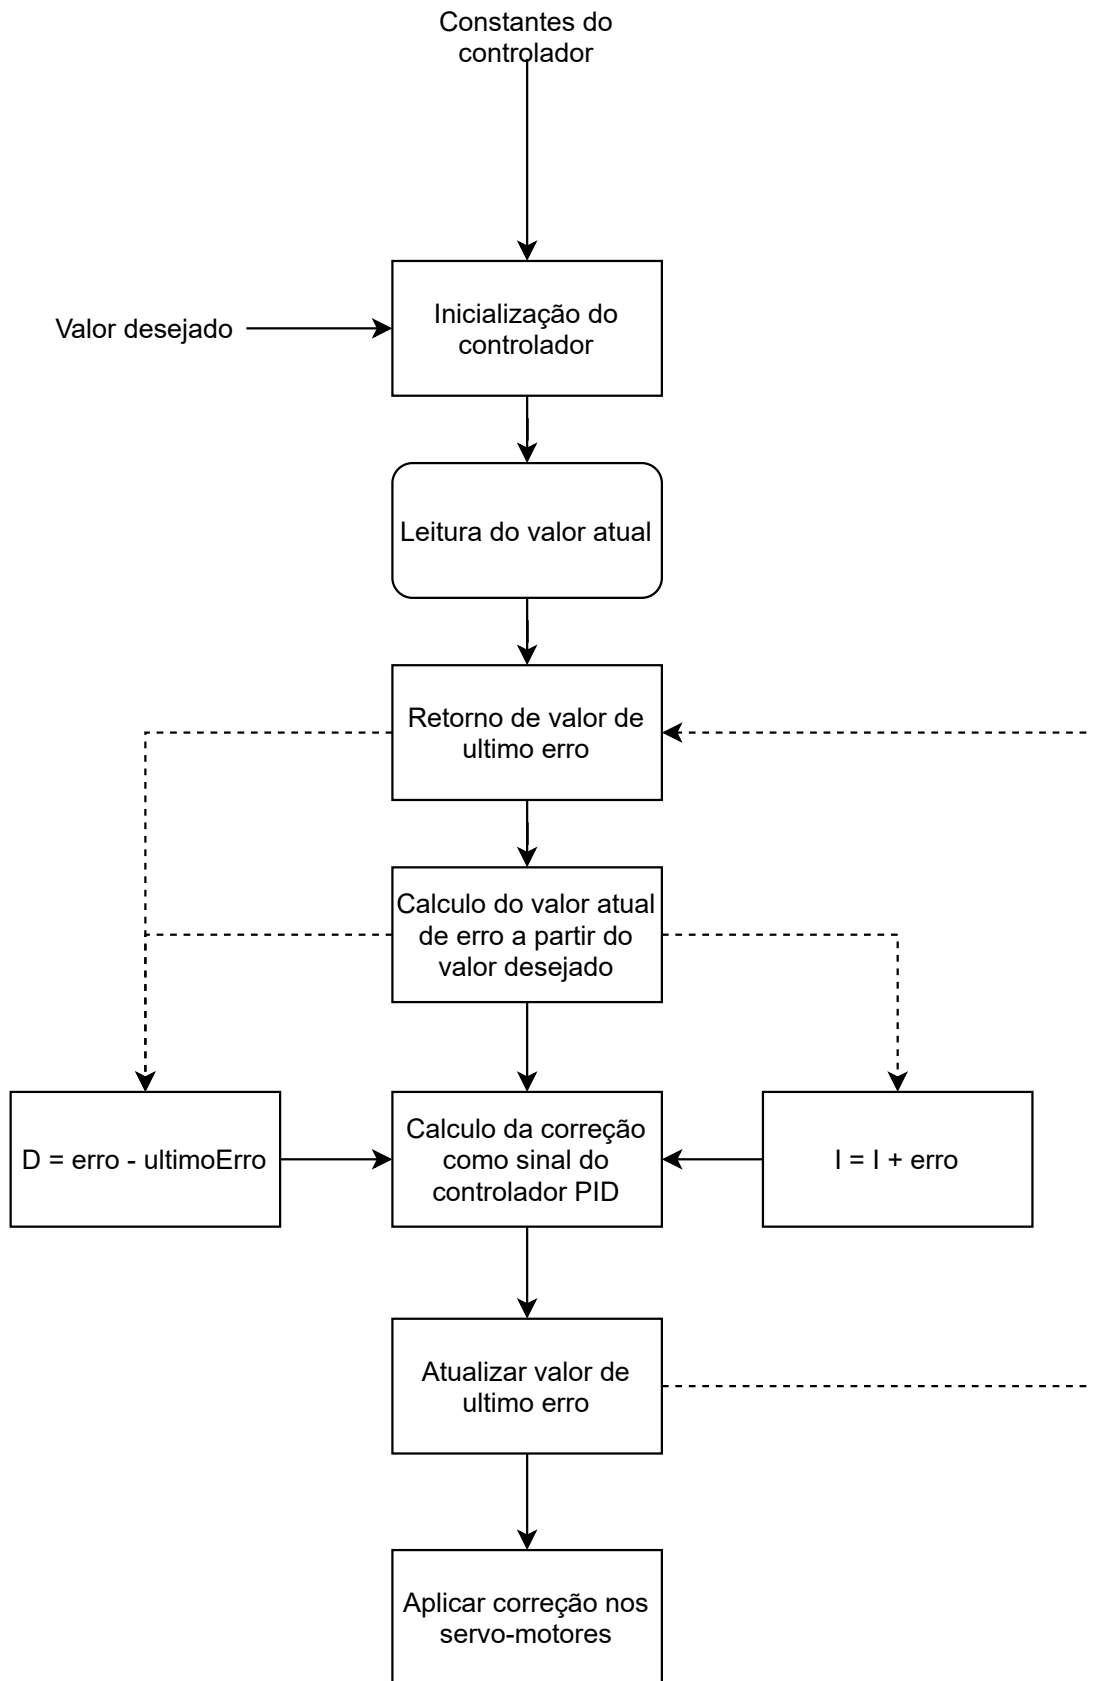 Constantes do
controlador
Valor desejado
Inicialização do
controlador
Leitura do valor atual
Retorno de valor de
ultimo erro
Calculo do valor atual
de erro a partir do
valor desejado
D = erro - ultimoErro
Calculo da correção
como sinal do
controlador PID
I = I + erro
Atualizar valor de
ultimo erro
Aplicar correção nos
servo-motores